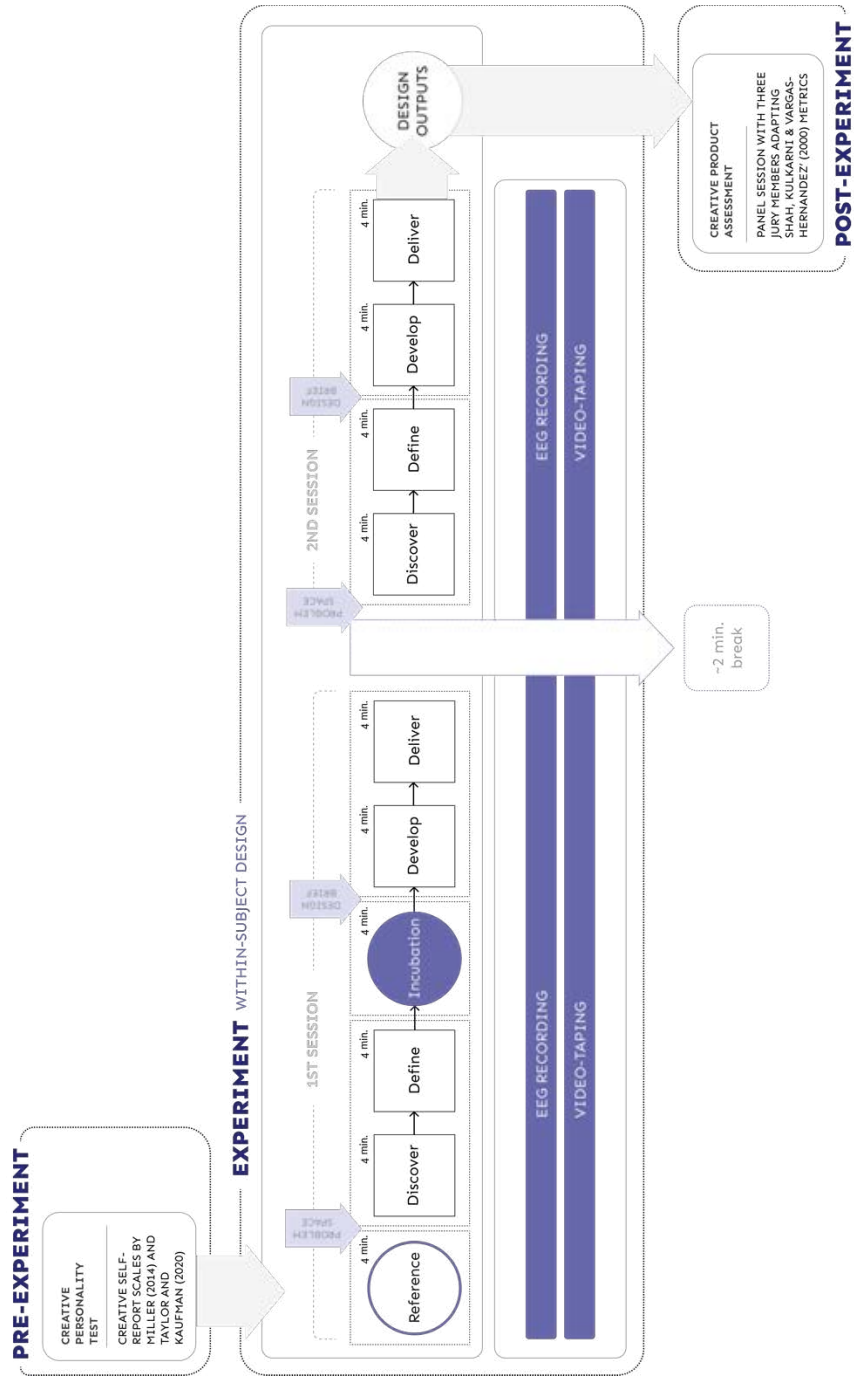 PRE-EXPERIMENT
CREATIVE
PERSONALITY
TEST
CREATIVE SELF-
REPORT SCALES BY
MILLER (2014) AND
TAYLOR AND
KAUFMAN (2020)
EXPERIMENT WITHIN-SUBJECT DESIGN
1ST SESSION
PROBLEM
SPACE
DESIGN
BRIEF
4 min.
Reference
4 min.
Discover
4 min.
Define
4 min.
Incubation
4 min.
Develop
4 min.
Deliver
2ND SESSION
PROBLEM
SPACE
DESIGN
BRIEF
4 min.
Discover
4 min.
Define
4 min.
Develop
4 min.
Deliver
DESIGN
OUTPUTS
EEG RECORDING
VIDEO-TAPING
EEG RECORDING
VIDEO-TAPING
~2 min.
break
CREATIVE PRODUCT
ASSESSMENT
PANEL SESSION WITH THREE
JURY MEMBERS ADAPTING
SHAH, KULKARNI & VARGAS-
HERNANDEZ' (2000) METRICS
POST-EXPERIMENT